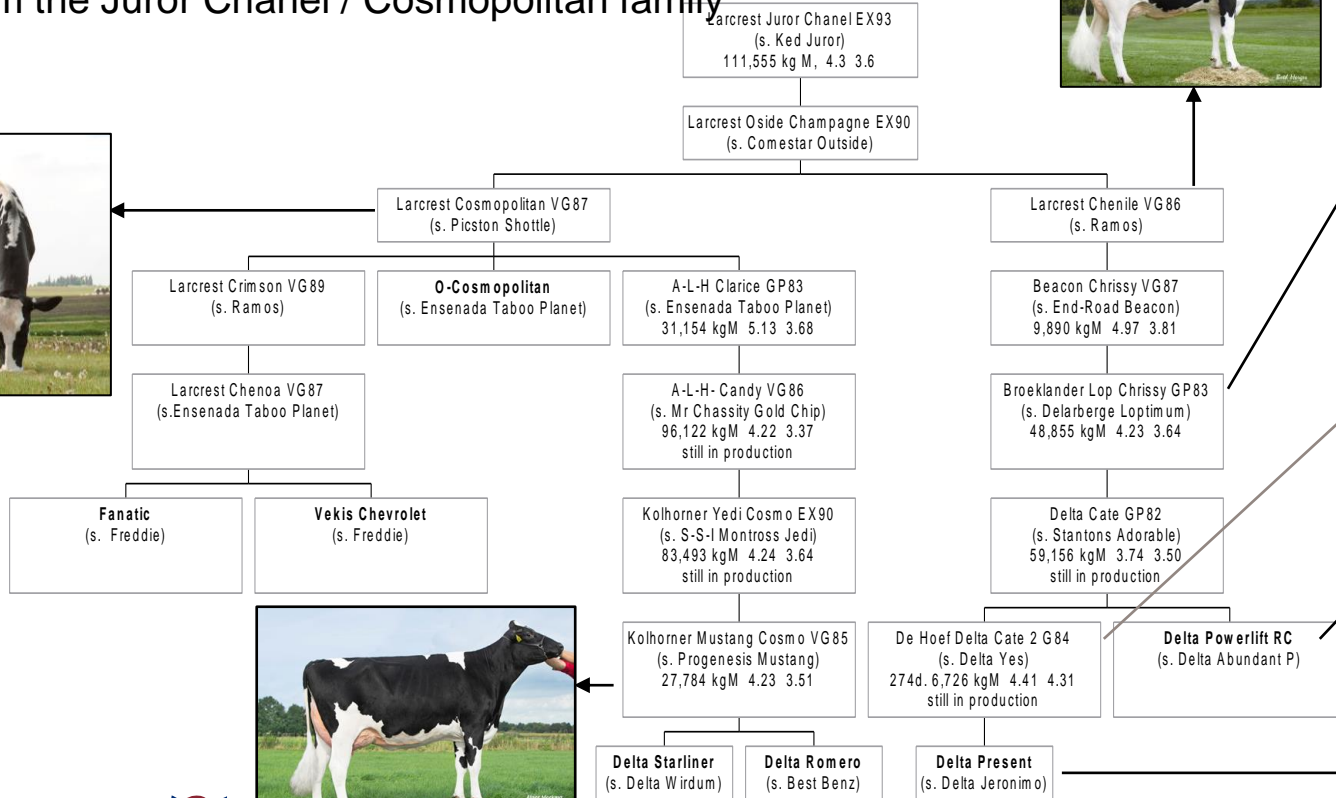 the Juror Chanel / Cosmopolitan family
Larcrest Juror Chanel EX93
(s. Ked Juror)
111,555 kg M, 4.3 3.6
Larcrest Oside Champagne EX90
(s. Comestar Outside)
Larcrest Cosmopolitan VG87
(s. Picston Shottle)
Larcrest Chenile VG86
(s. Ramos)
Larcrest Crimson VG89
(s. Ramos)
O-Cosmopolitan
(s. Ensenada Taboo Planet)
A-L-H Clarice GP83
(s. Ensenada Taboo Planet)
31,154 kgM 5.13 3.68
Beacon Chrissy VG87
(s. End-Road Beacon)
9,890 kgM 4.97 3.81
Larcrest Chenoa VG87
(s.Ensenada Taboo Planet)
A-L-H- Candy VG86
(s. Mr Chassity Gold Chip)
96,122 kgM 4.22 3.37
still in production
Broeklander Lop Chrissy GP83
(s. Delarberge Loptimum)
48,855 kgM 4.23 3.64
Fanatic
(s. Freddie)
Vekis Chevrolet
(s. Freddie)
Kolhorner Yedi Cosmo EX90
(s. S-S-I Montross Jedi)
83,493 kgM 4.24 3.64
still in production
Delta Cate GP82
(s. Stantons Adorable)
59,156 kgM 3.74 3.50
still in production
Kolhorner Mustang Cosmo VG85
(s. Progenesis Mustang)
27,784 kgM 4.23 3.51
De Hoef Delta Cate 2 G84
(s. Delta Yes)
274d. 6,726 kgM 4.41 4.31
still in production
Delta Powerlift RC
(s. Delta Abundant P)
Delta Starliner
(s. Delta Wirdum)
Delta Romero
(s. Best Benz)
Delta Present
(s. Delta Jeronimo)